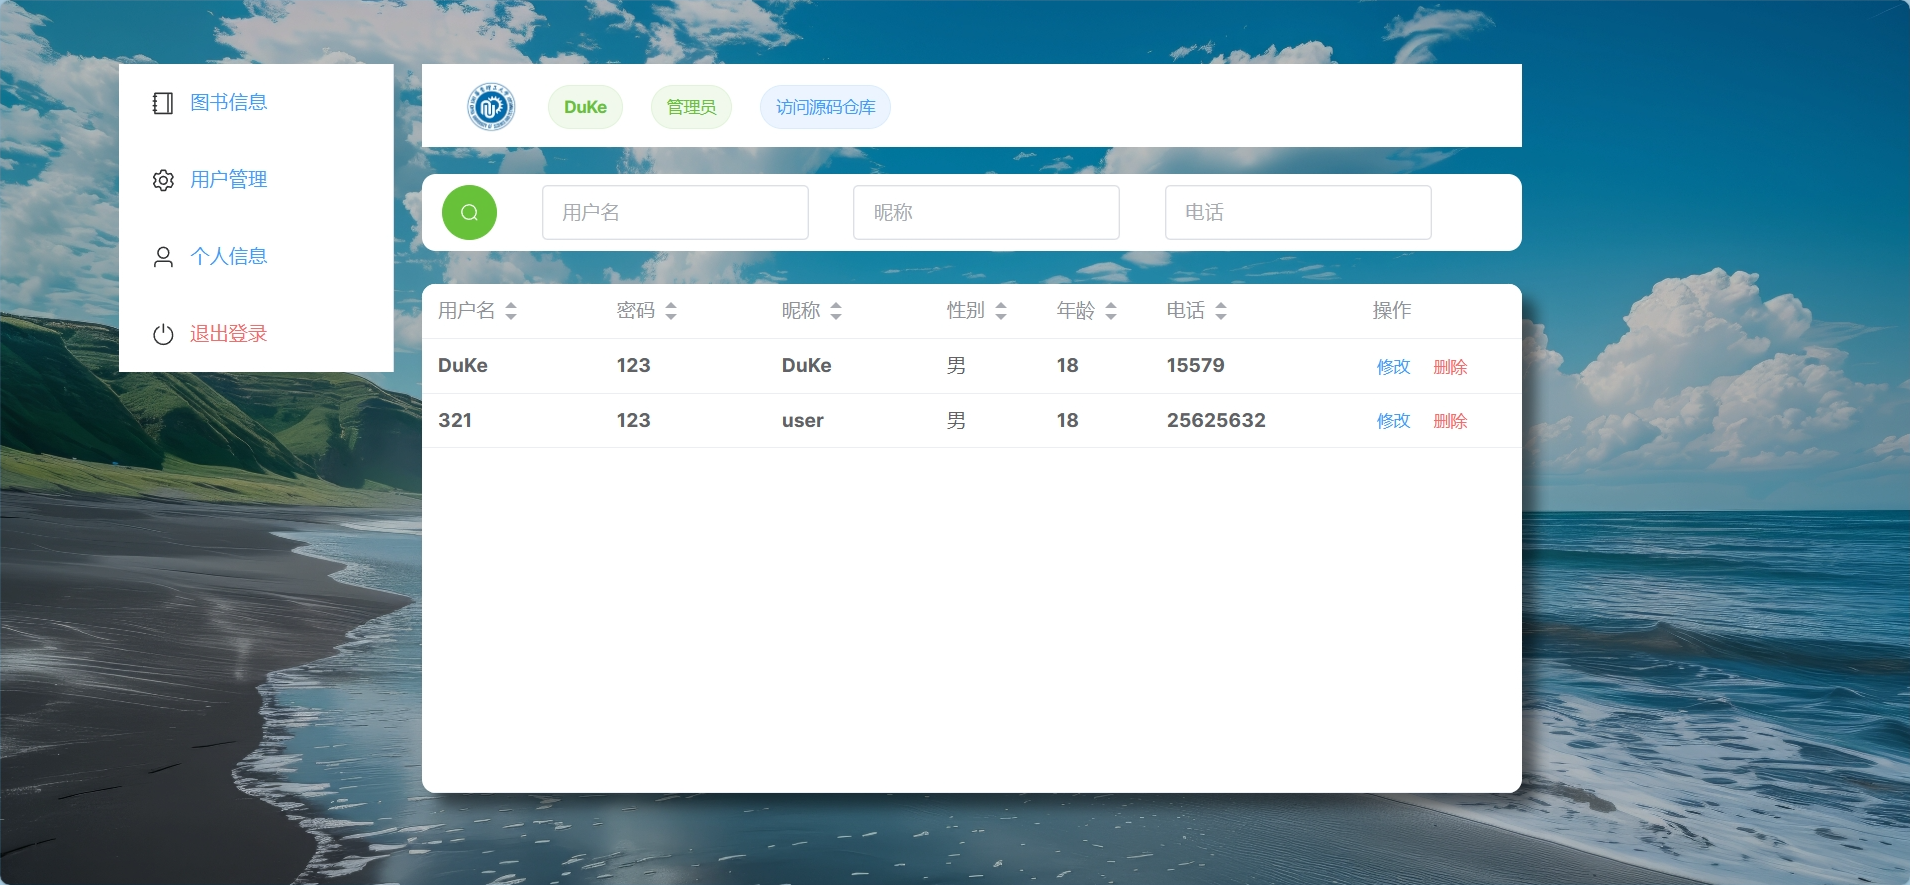 图书信息
用户管理
个人信息
退出登录
DuKe 管理员 访问源码仓库
用户名 昵称 电话
用户名 密码 昵称 性别 年龄 电话 操作
DuKe 123 DuKe 男 18 15579 修改 删除
321 123 user 男 18 25625632 修改 删除